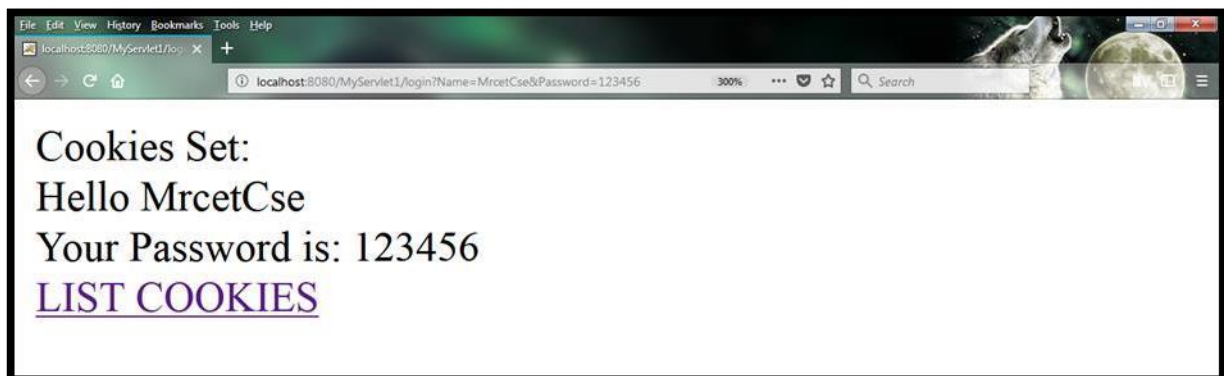 File Edit View History Bookmarks Tools Help
localhost:8080/MyServlet1/log
localhost:8080/MyServlet1/login?Name=MrcetCse&Password=123456 300% Search
Cookies Set:
Hello MrcetCse
Your Password is: 123456
LIST COOKIES